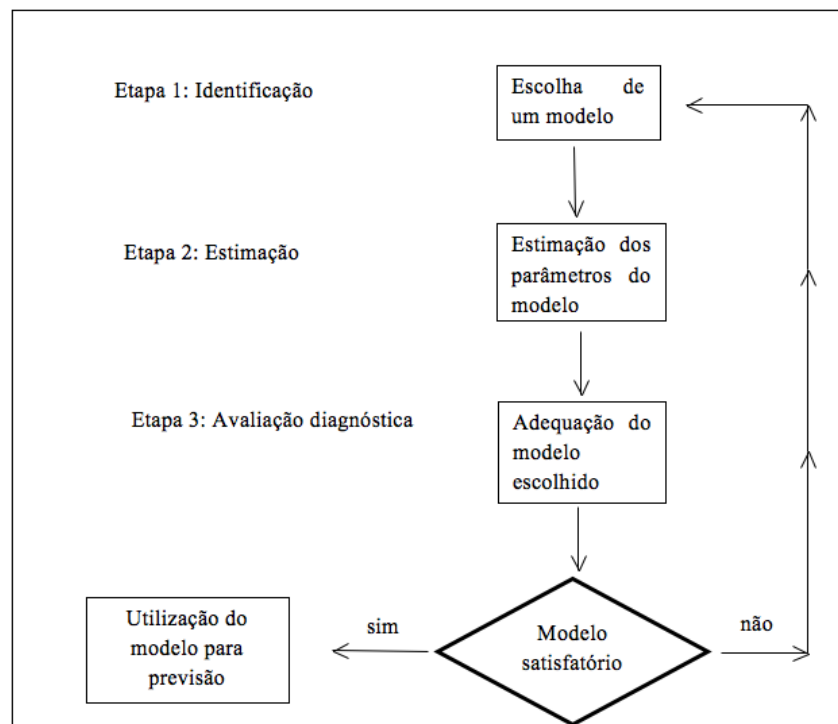 Etapa 1: Identificação
Escolha de
um modelo
Etapa 2: Estimação
Estimação dos
parâmetros do
modelo
Etapa 3: Avaliação diagnóstica
Adequação do
modelo
escolhido
Utilização do
modelo para
previsão
sim
Modelo
satisfatório
não